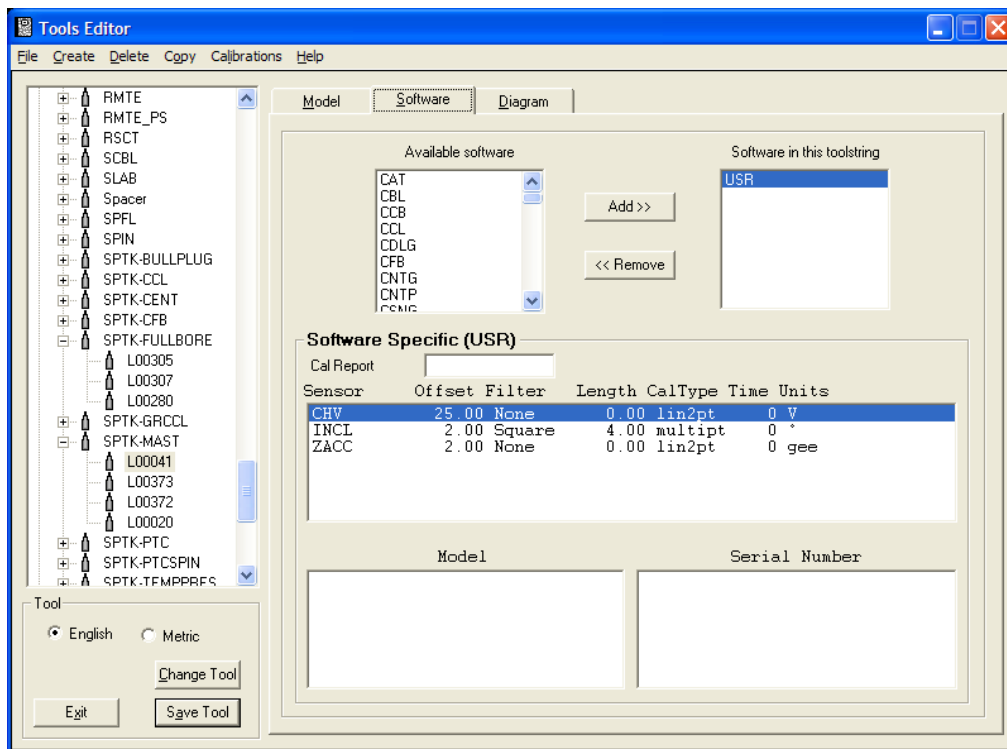 Tools Editor
File Create Delete Copy Calibrations Help
RMTE
RMTE_PS
RSCT
SCBL
SLAB
Spacer
SPFL
SPIN
SPTK-BULLPLUG
SPTK-CCL
SPTK-CENT
SPTK-CFB
SPTK-FULLBORE
L00305
L00307
L00280
SPTK-GRCCL
SPTK-MAST
L00041
L00373
L00372
L00020
SPTK-PTC
SPTK-PTCSPIN
SPTK-TEMPPRES
Tool
English Metric
Change Tool
Exit Save Tool
Model Software Diagram
Available software
CAT
CBL
CCB
CCL
CDLG
CFB
CNTG
CNTP
CSNG
Add >>
<< Remove
Software in this toolstring
USR
Software Specific (USR)
Cal Report
Sensor Offset Filter Length CalType Time Units
CHV 25.00 None 0.00 lin2pt 0 V
INCL 2.00 Square 4.00 multipt 0 °
ZACC 2.00 None 0.00 lin2pt 0 gee
Model Serial Number